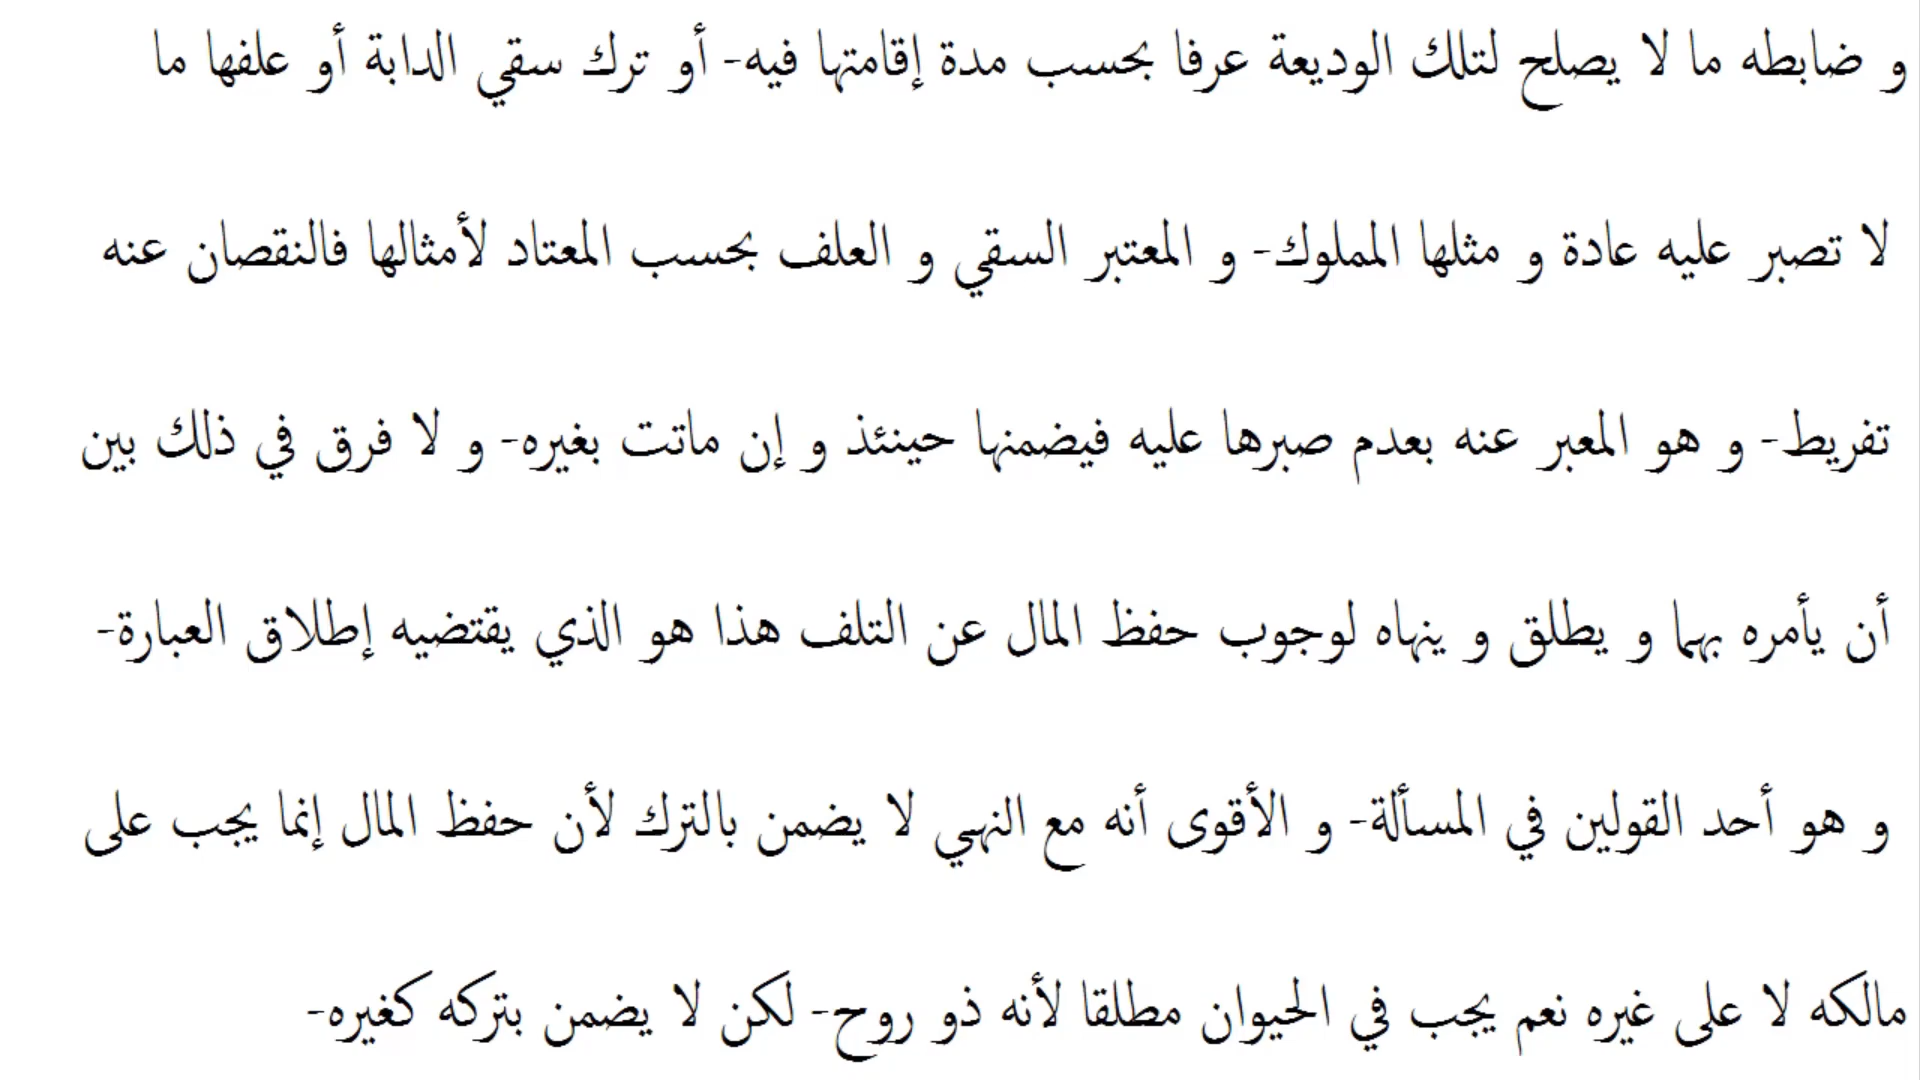 و ضابطه ما لا يصلح لتلك الوديعة عرفا بحسب مدة إقامتها فيه- أو ترك سقي الدابة أو علفها ما
لا تصبر عليه عادة و مثلها المملوك- و المعتبر السقي و العلف بحسب المعتاد لأمثالها فالنقصان عنه
تفريط- و هو المعبر عنه بعدم صبرها عليه فيضمنها حينئذ و إن ماتت بغيره- و لا فرق في ذلك بين
أن يأمره بهما و يطلق و ينهاه لوجوب حفظ المال عن التلف هذا هو الذي يقتضيه إطلاق العبارة-
و هو أحد القولين في المسألة- و الأقوى أنه مع النهي لا يضمن بالترك لأن حفظ المال إنما يجب على
مالكه لا على غيره نعم يجب في الحيوان مطلقا لأنه ذو روح- لكن لا يضمن بتركه كغيره-